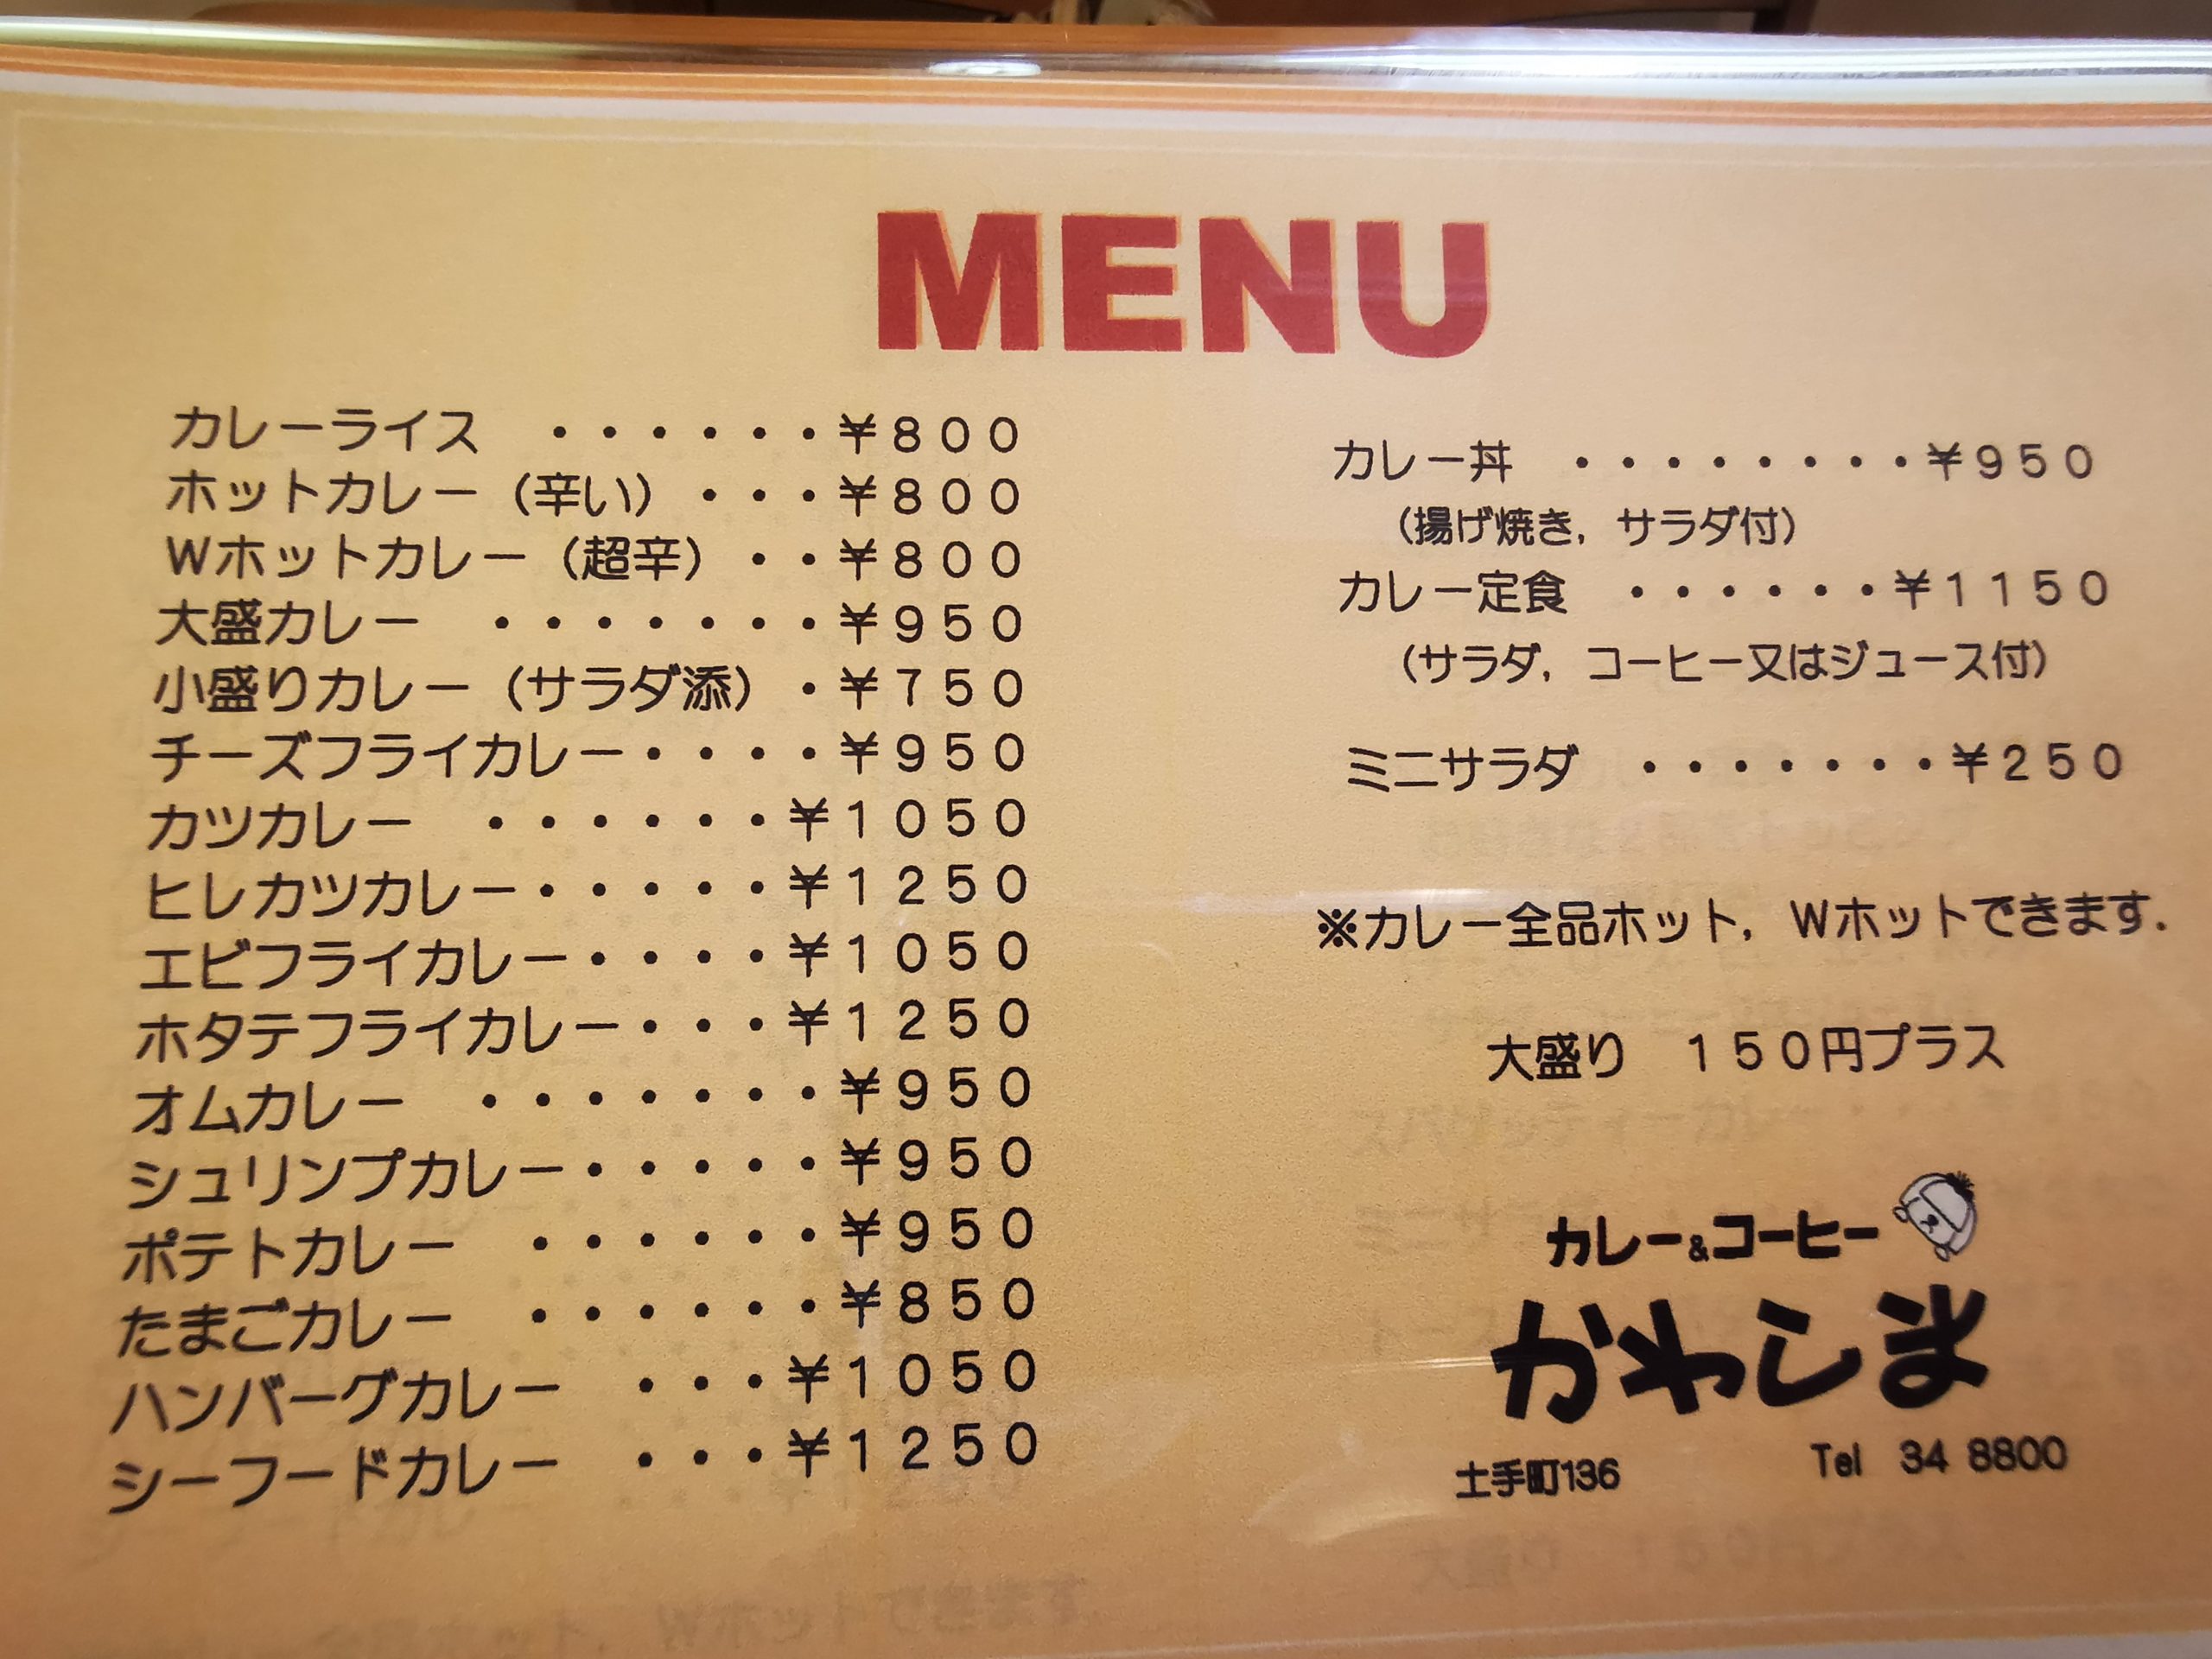 MENU
カレーライス ・・・・・・¥800
ホットカレー(辛い) ・・・¥800
Wホットカレー(超辛) ・・¥800
大盛カレー ・・・・・・・¥950
小盛りカレー(サラダ添) ・¥750
チーズフライカレー・・・・¥950
カツカレー ・・・・・・¥1050
ヒレカツカレー・・・・・¥1250
エビフライカレー・・・・¥1050
ホタテフライカレー・・・¥1250
オムカレー ・・・・・・・¥950
シュリンプカレー・・・・・¥950
ポテトカレー ・・・・・・¥950
たまごカレー ・・・・・・¥850
ハンバーグカレー ・・・¥1050
シーフードカレー ・・・¥1250
カレー丼 ・・・・・・・¥950
(揚げ焼き, サラダ付)
カレー定食 ・・・・・・¥1150
(サラダ, コーヒー又はジュース付)
ミニサラダ ・・・・・・・¥250
※カレー全品ホット, Wホットできます.
大盛り 150円プラス
カレー&コーヒー
かわしま
土手町136 Tel 34 8800